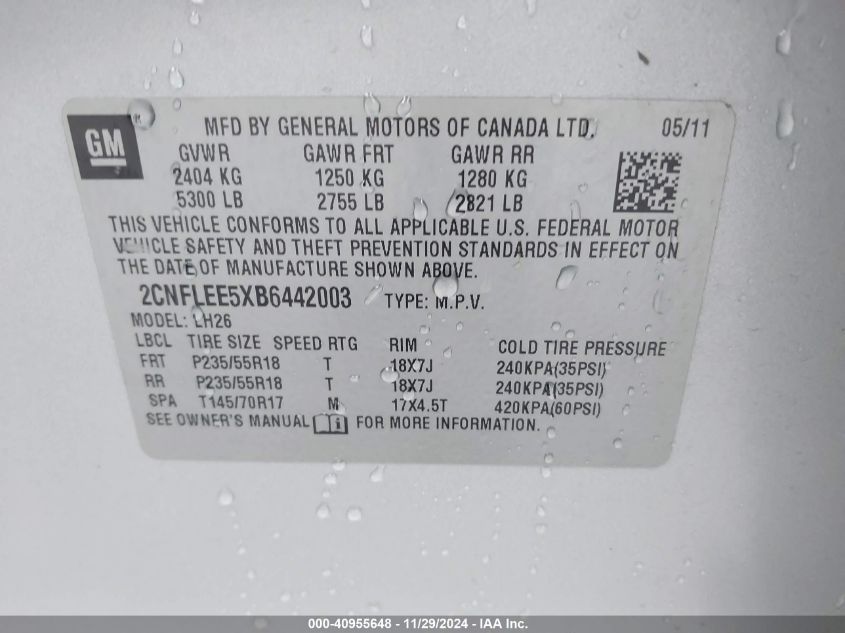 GM
MFD BY GENERAL MOTORS OF CANADA LTD. 05/11
GVWR GAWR FRT GAWR RR
2404 KG 1250 KG 1280 KG
5300 LB 2755 LB 2821 LB
THIS VEHICLE CONFORMS TO ALL APPLICABLE U.S. FEDERAL MOTOR
VEHICLE SAFETY AND THEFT PREVENTION STANDARDS IN EFFECT ON
THE DATE OF MANUFACTURE SHOWN ABOVE.
2CNFLEE5XB6442003 TYPE: M.P.V.
MODEL: LH26
LBCL TIRE SIZE SPEED RTG RIM COLD TIRE PRESSURE
FRT P235/55R18 T 18X7J 240KPA(35PSI)
RR P235/55R18 T 18X7J 240KPA(35PSI)
SPA T145/70R17 M 17X4.5T 420KPA(60PSI)
SEE OWNER'S MANUAL FOR MORE INFORMATION.
000-40955648 - 11/29/2024 - IAA Inc.